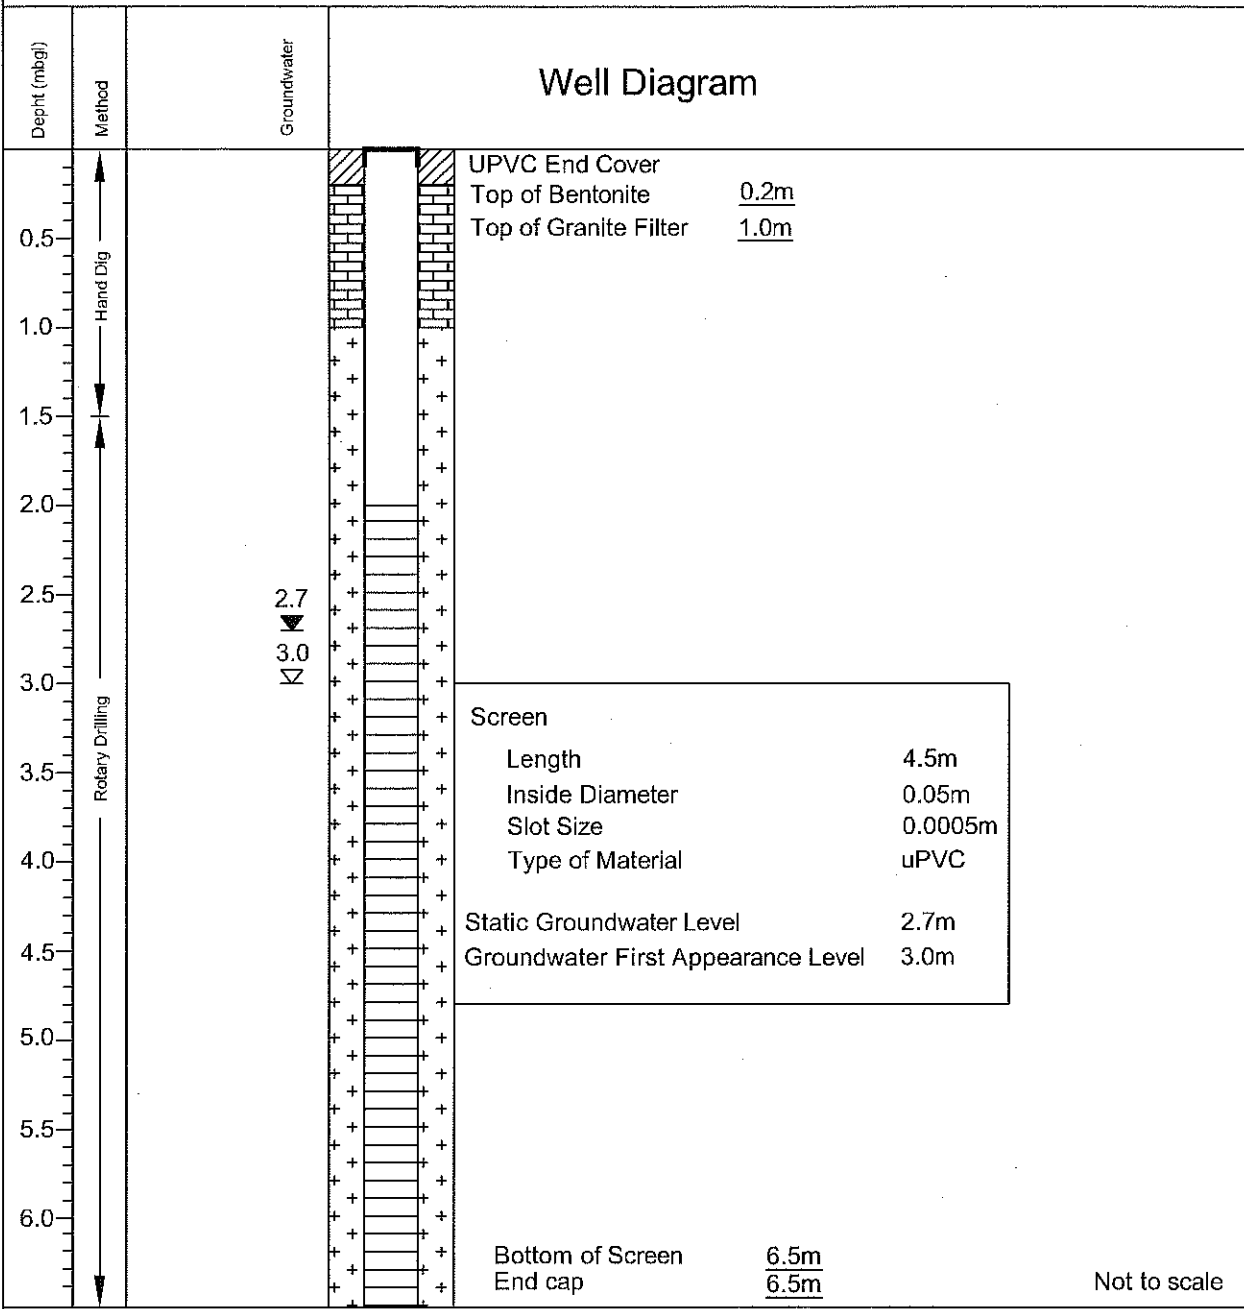 Depht (mbgl)
Method
Groundwater
Well Diagram
UPVC End Cover
Top of Bentonite 0.2m
Top of Granite Filter 1.0m
0.5
1.0
1.5
2.0
2.5
3.0
3.5
4.0
4.5
5.0
5.5
6.0
Hand Dig
Rotary Drilling
2.7
3.0
Screen
Length 4.5m
Inside Diameter 0.05m
Slot Size 0.0005m
Type of Material uPVC
Static Groundwater Level 2.7m
Groundwater First Appearance Level 3.0m
Bottom of Screen 6.5m
End cap 6.5m
Not to scale